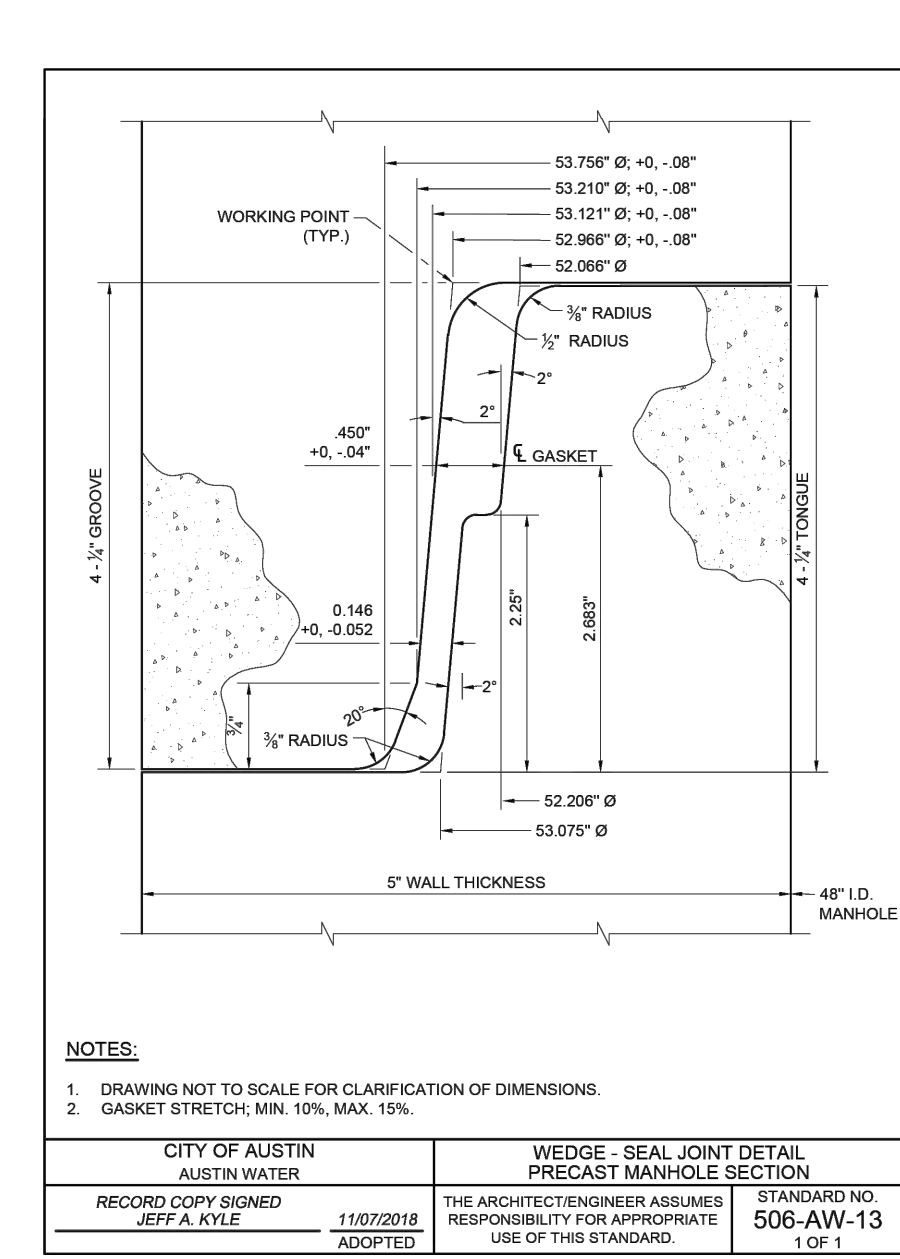 53.756" Ø; +0, -.08"
53.210" Ø; +0, -.08"
53.121" Ø; +0, -.08"
52.966" Ø; +0, -.08"
52.066" Ø
WORKING POINT
(TYP.)
⅜" RADIUS
½" RADIUS
2°
2°
.450"
+0, -.04"
℄ GASKET
4 - ¼" GROOVE
4 - ¼" TONGUE
0.146
+0, -0.052
2.25"
2.683"
2°
20°
¾"
⅜" RADIUS
52.206" Ø
53.075" Ø
5" WALL THICKNESS
48" I.D.
MANHOLE
NOTES:
1. DRAWING NOT TO SCALE FOR CLARIFICATION OF DIMENSIONS.
2. GASKET STRETCH; MIN. 10%, MAX. 15%.
CITY OF AUSTIN
AUSTIN WATER
WEDGE - SEAL JOINT DETAIL
PRECAST MANHOLE SECTION
RECORD COPY SIGNED
JEFF A. KYLE
11/07/2018
ADOPTED
THE ARCHITECT/ENGINEER ASSUMES
RESPONSIBILITY FOR APPROPRIATE
USE OF THIS STANDARD.
STANDARD NO.
506-AW-13
1 OF 1